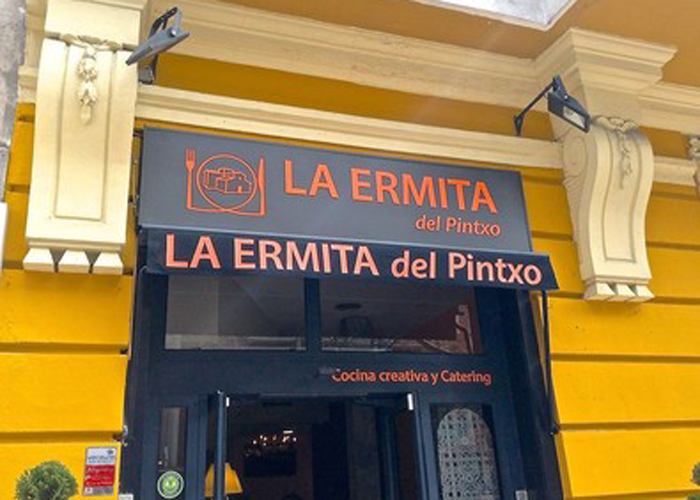 LA ERMITA
del Pintxo
LA ERMITA del Pintxo
Cocina creativa y Catering